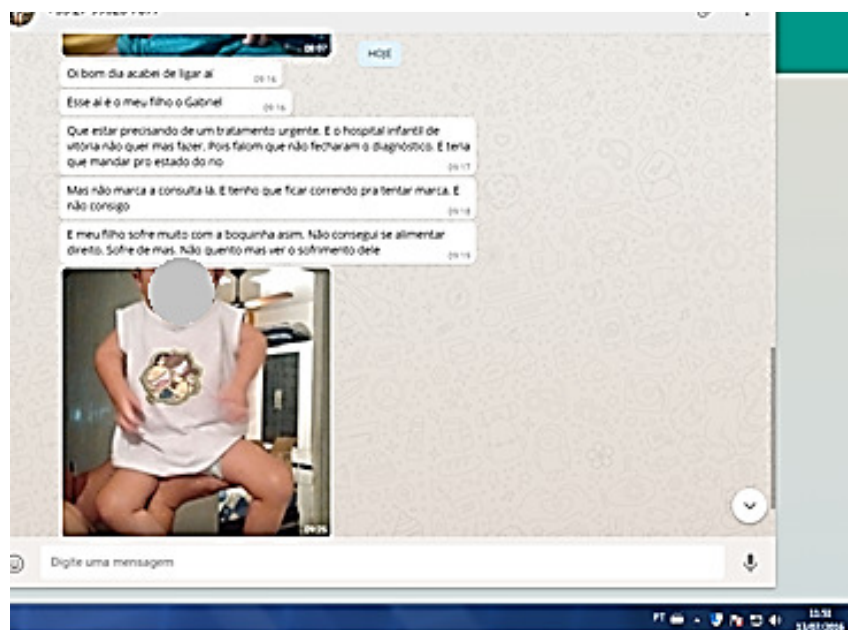 09:07
HOJE
Oi bom dia acabei de ligar aí
09:16
Esse ai e o meu filho o Gabriel
09:16
Que estar precisando de um tratamento urgente. E o hospital infantil de
vitória não quer mas fazer. Pois falom que não fecharam o diagnóstico. E teria
que mandar pro estado do rio
09:17
Mas não marca a consulta lá. E tenho que ficar correndo pra tentar marca. E
não consigo
09:18
E meu filho sofre muito com a boquinha asim. Não consegui se alimentar
direito. Sofre de mas. Não quento mas ver o sofrimento dele
09:19
Digite uma mensagem
PT